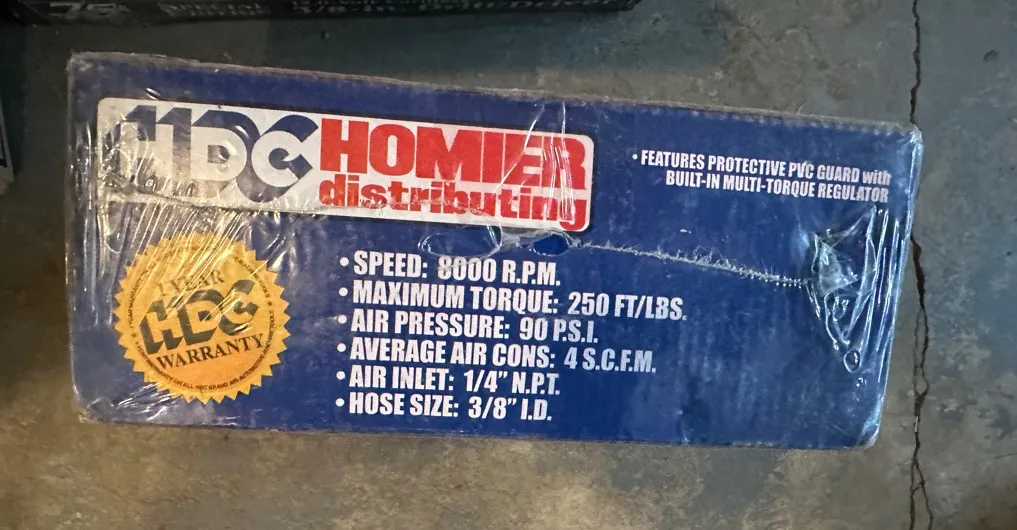 SPECIAL
HDC HOMIER
distributing
• FEATURES PROTECTIVE PVC GUARD with
BUILT-IN MULTI-TORQUE REGULATOR
YEAR
HDC
WARRANTY
• SPEED: 8000 R.P.M.
• MAXIMUM TORQUE: 250 FT/LBS.
• AIR PRESSURE: 90 P.S.I.
• AVERAGE AIR CONS: 4 S.C.F.M.
• AIR INLET: 1/4" N.P.T.
• HOSE SIZE: 3/8" I.D.